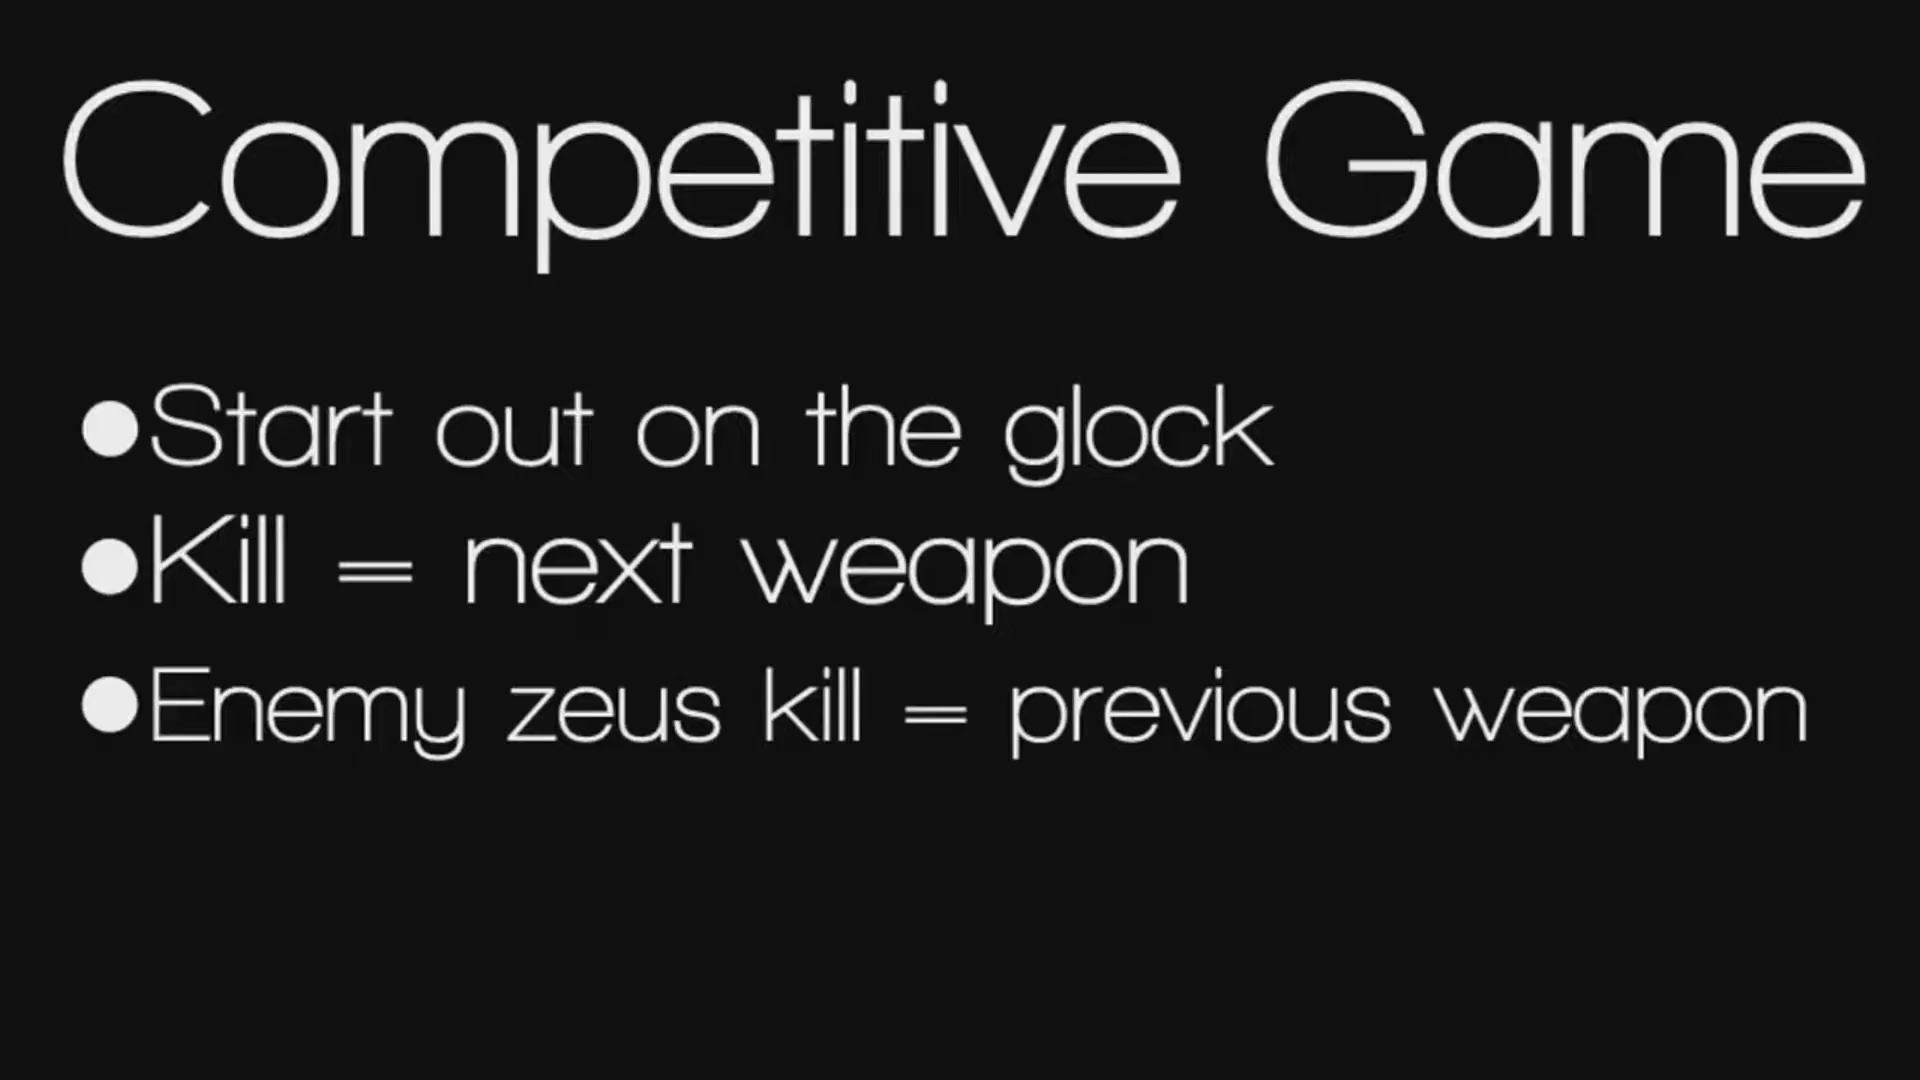 Competitive Game
●Start out on the glock
●Kill = next weapon
●Enemy zeus kill = previous weapon